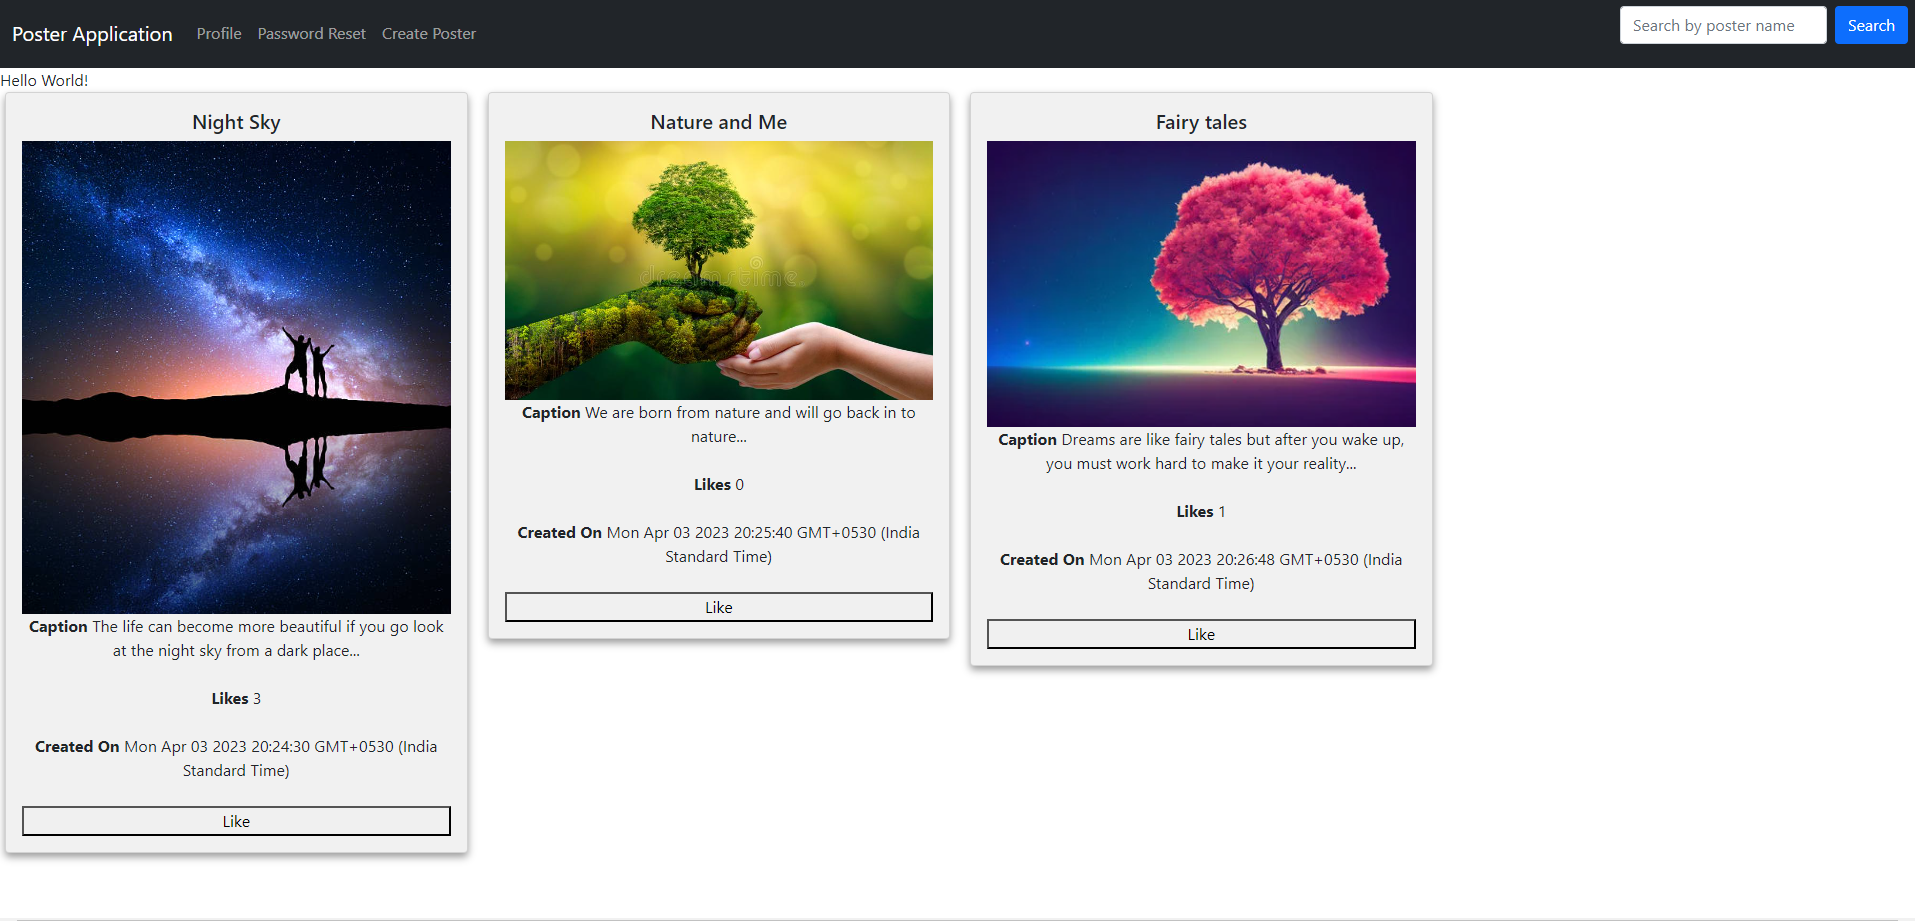 Poster Application Profile Password Reset Create Poster Search by poster name Search
Hello World!
Night Sky
Caption The life can become more beautiful if you go look
at the night sky from a dark place...
Likes 3
Created On Mon Apr 03 2023 20:24:30 GMT+0530 (India
Standard Time)
Like
Nature and Me
dreamstime
Caption We are born from nature and will go back in to
nature...
Likes 0
Created On Mon Apr 03 2023 20:25:40 GMT+0530 (India
Standard Time)
Like
Fairy tales
Caption Dreams are like fairy tales but after you wake up,
you must work hard to make it your reality...
Likes 1
Created On Mon Apr 03 2023 20:26:48 GMT+0530 (India
Standard Time)
Like